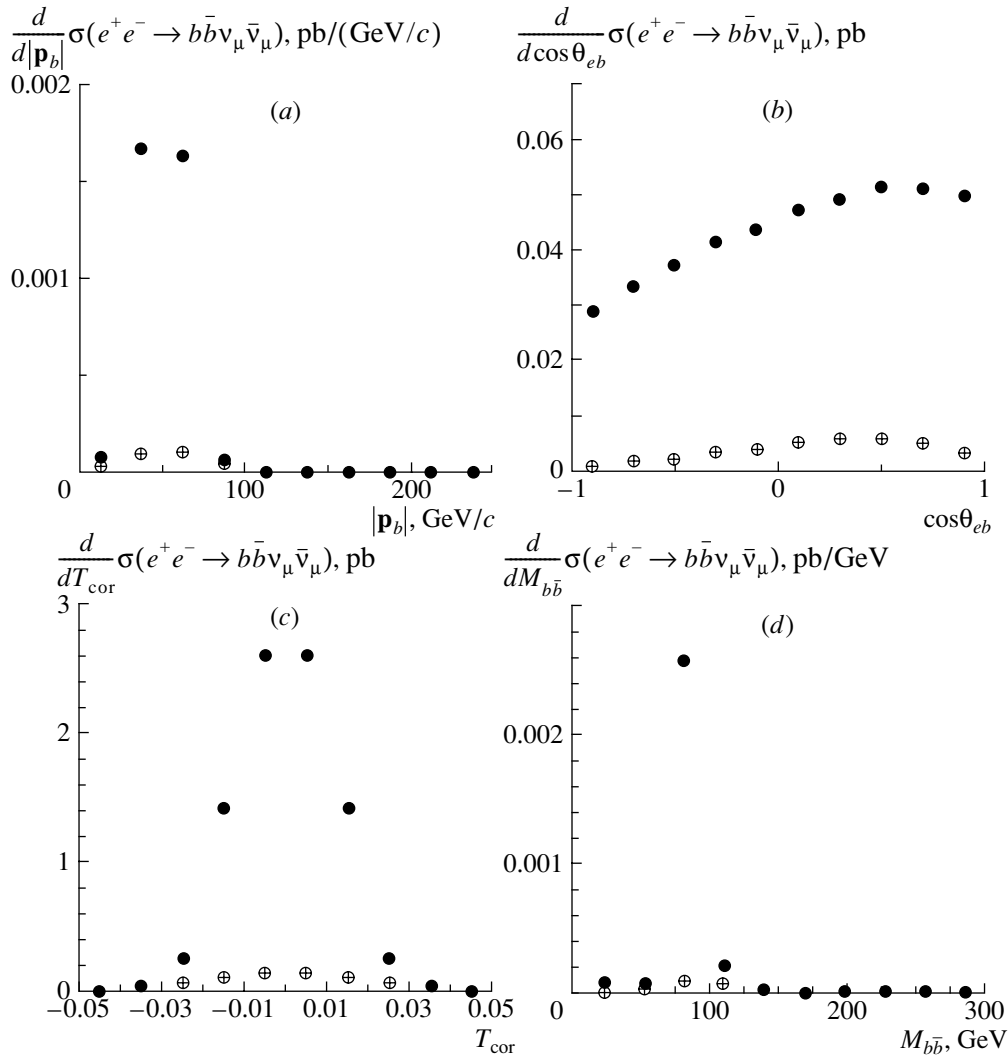 d/d|p_b| σ(e⁺e⁻ → bb̄ν_μν̄_μ), pb/(GeV/c)
0.002
(a)
0.001
0
100
200
|p_b|, GeV/c
d/dcosθ_eb σ(e⁺e⁻ → bb̄ν_μν̄_μ), pb
(b)
0.06
0.04
0.02
0
−1
0
1
cosθ_eb
d/dT_cor σ(e⁺e⁻ → bb̄ν_μν̄_μ), pb
3
(c)
2
1
0
−0.05
−0.03
−0.01
0.01
0.03
0.05
T_cor
d/dM_bb̄ σ(e⁺e⁻ → bb̄ν_μν̄_μ), pb/GeV
(d)
0.002
0.001
0
100
200
300
M_bb̄, GeV